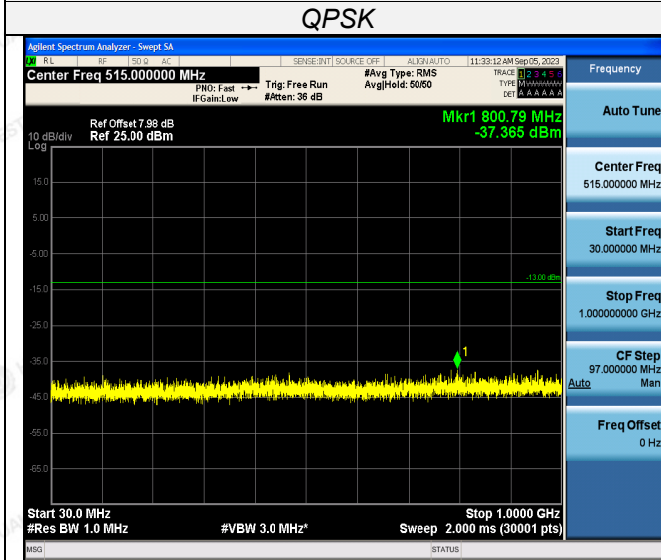 QPSK
Agilent Spectrum Analyzer - Swept SA
LXI RL RF 50 Ω AC SENSE:INT SOURCE OFF ALIGN AUTO 11:33:12 AM Sep 05, 2023
Center Freq 515.000000 MHz
PNO: Fast
IFGain:Low
Trig: Free Run
#Atten: 36 dB
#Avg Type: RMS
Avg|Hold: 50/50
TRACE 1 2 3 4 5 6
TYPE M
DET A A A A A A
Ref Offset 7.98 dB
10 dB/div Ref 25.00 dBm
Log
Mkr1 800.79 MHz
-37.365 dBm
15.0
5.00
-5.00
-13.00 dBm
-15.0
-25.0
-35.0
1
-45.0
-55.0
-65.0
Start 30.0 MHz Stop 1.0000 GHz
#Res BW 1.0 MHz #VBW 3.0 MHz* Sweep 2.000 ms (30001 pts)
MSG STATUS
Frequency
Auto Tune
Center Freq
515.000000 MHz
Start Freq
30.000000 MHz
Stop Freq
1.000000000 GHz
CF Step
97.000000 MHz
Auto Man
Freq Offset
0 Hz